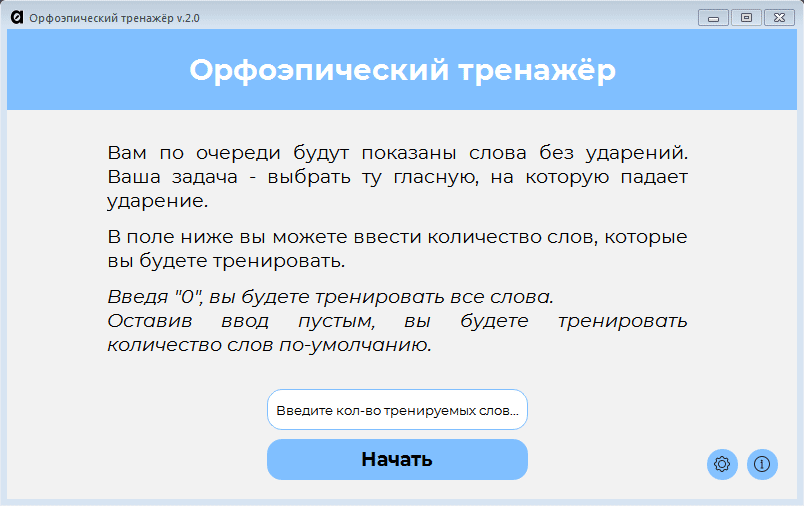 Орфоэпический тренажёр v.2.0
Орфоэпический тренажёр
Вам по очереди будут показаны слова без ударений.
Ваша задача - выбрать ту гласную, на которую падает
ударение.
В поле ниже вы можете ввести количество слов, которые
вы будете тренировать.
Введя "0", вы будете тренировать все слова.
Оставив ввод пустым, вы будете тренировать
количество слов по-умолчанию.
Введите кол-во тренируемых слов...
Начать